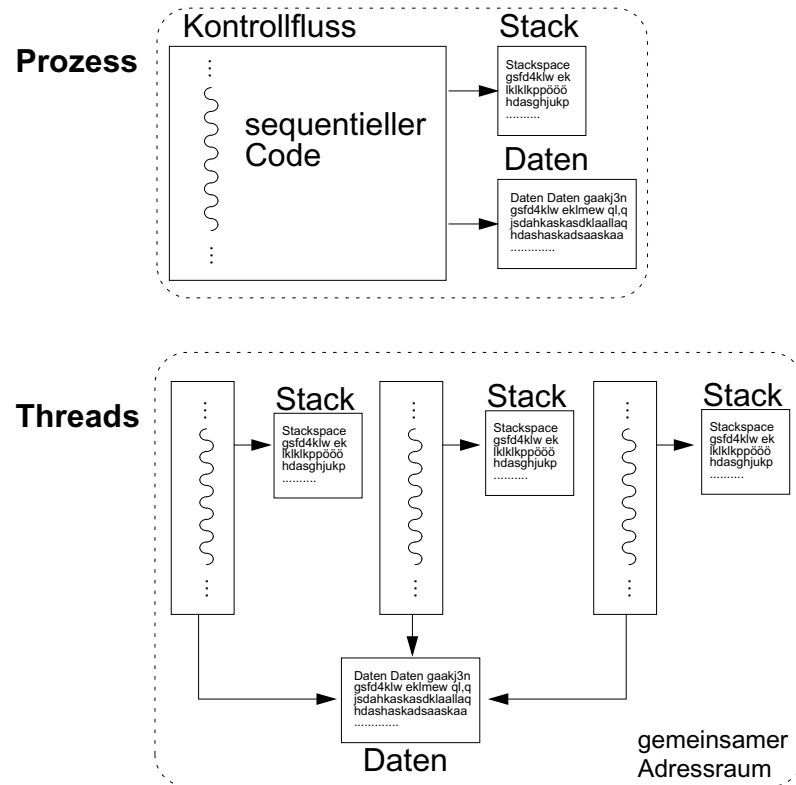 Kontrollfluss
Stack
Prozess
...
Stackspace
gsfd4klw ek
lklklkppööö
hdasghjukp
..........
sequentieller
Code
Daten
Daten Daten gaakj3n
gsfd4klw eklmew ql,q
jsdahkaskasdklaallaq
hdashaskadsaaskaa
.............
...
Threads
...
Stack
Stackspace
gsfd4klw ek
lklklkppööö
hdasghjukp
..........
...
...
Stack
Stackspace
gsfd4klw ek
lklklkppööö
hdasghjukp
..........
...
...
Stack
Stackspace
gsfd4klw ek
lklklkppööö
hdasghjukp
..........
...
Daten Daten gaakj3n
gsfd4klw eklmew ql,q
jsdahkaskasdklaallaq
hdashaskadsaaskaa
.............
Daten
gemeinsamer
Adressraum